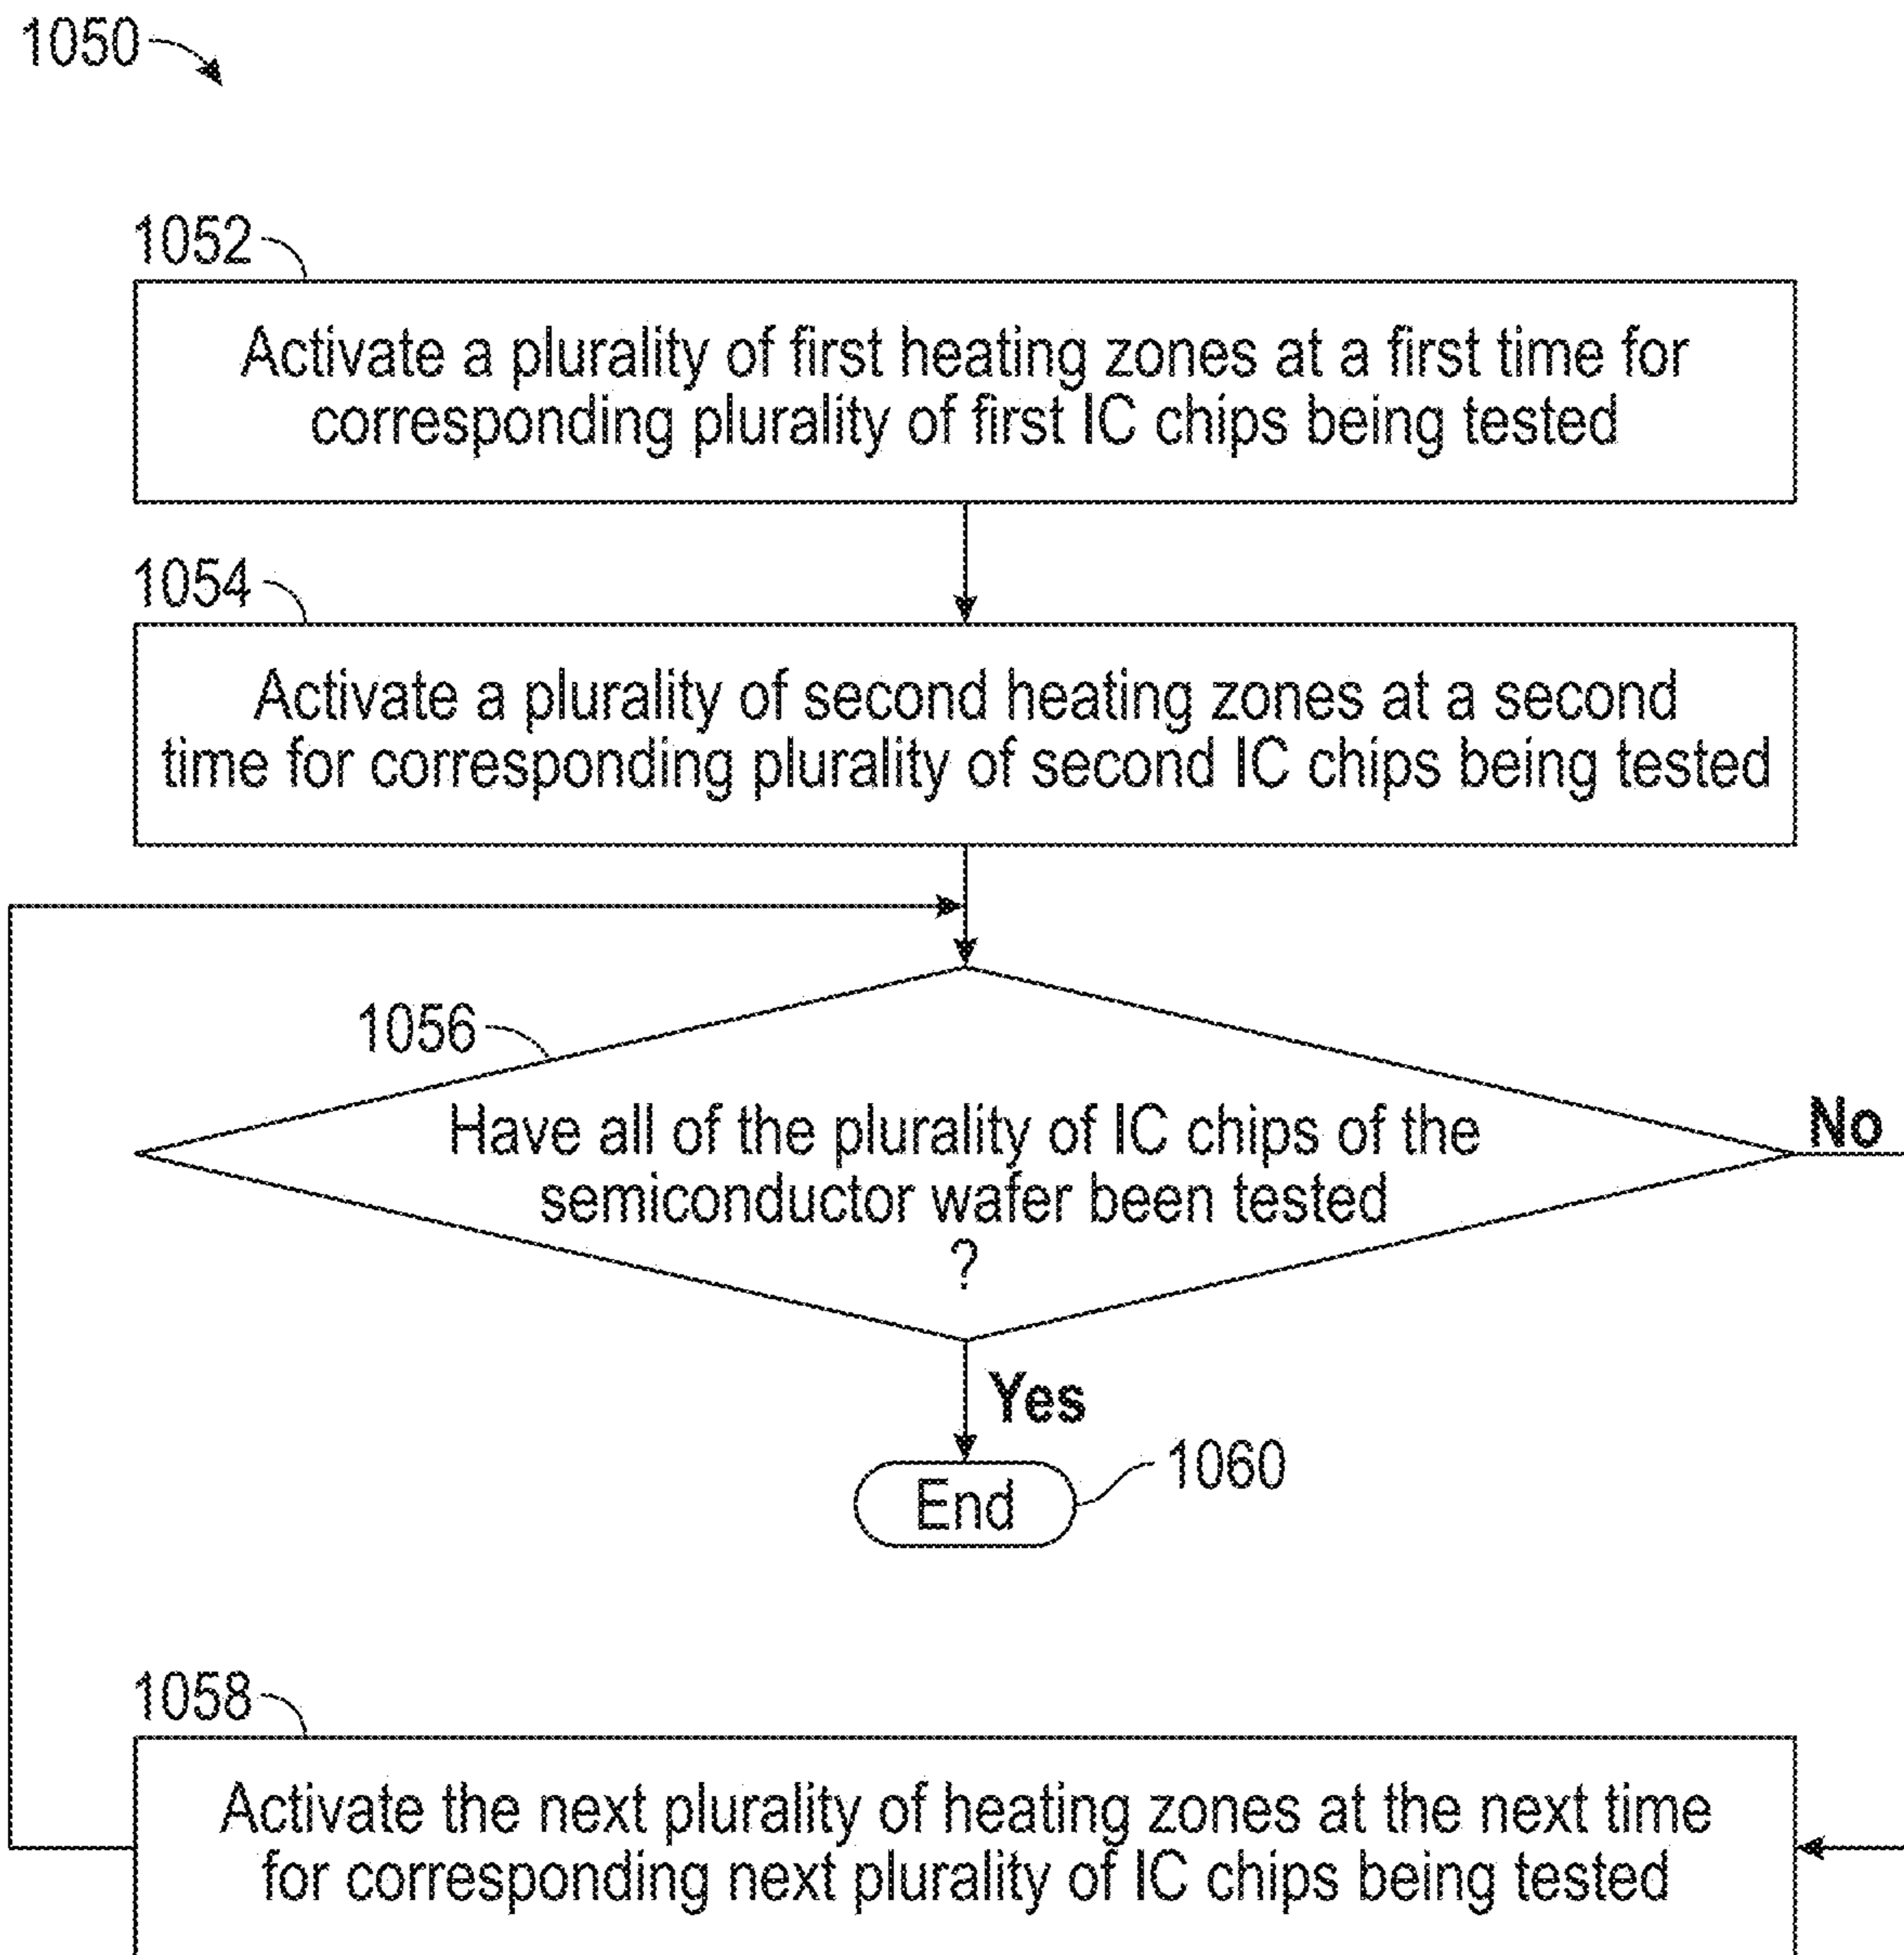 1050
1052
Activate a plurality of first heating zones at a first time for
corresponding plurality of first IC chips being tested
1054
Activate a plurality of second heating zones at a second
time for corresponding plurality of second IC chips being tested
1056
Have all of the plurality of IC chips of the
semiconductor wafer been tested
?
No
Yes
End
1060
1058
Activate the next plurality of heating zones at the next time
for corresponding next plurality of IC chips being tested